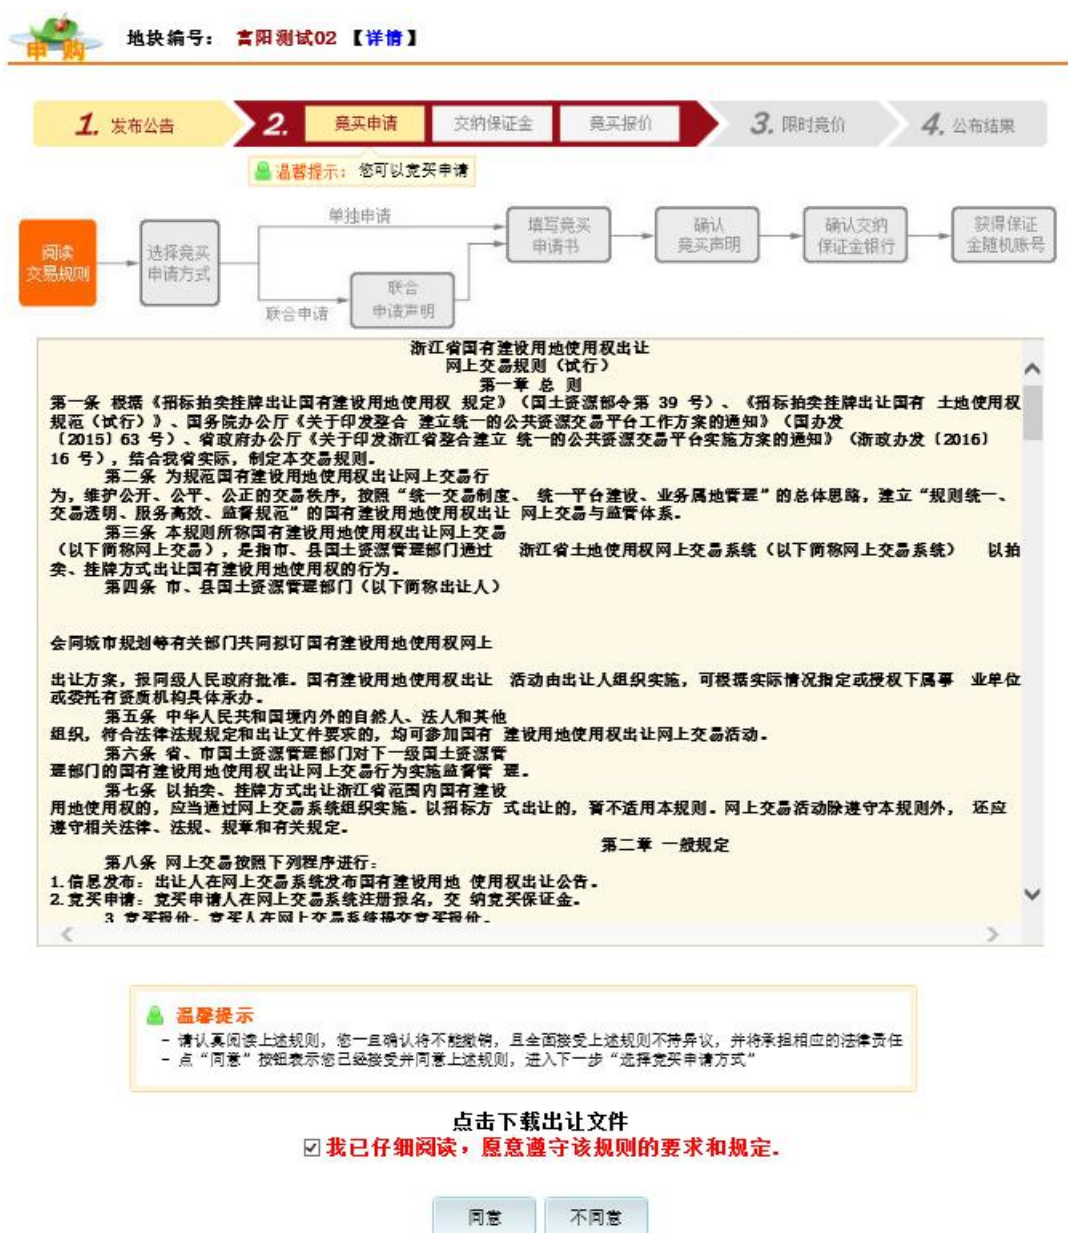 申购 地块编号： 富阳测试02 【详情】
1. 发布公告 2. 竞买申请 交纳保证金 竞买报价 3. 限时竞价 4. 公布结果
温馨提示： 您可以竞买申请
阅读
交易规则
选择竞买
申请方式
单独申请
联合申请
联合
申请声明
填写竞买
申请书
确认
竞买声明
确认交纳
保证金银行
获得保证
金随机账号
浙江省国有建设用地使用权出让
网上交易规则（试行）
第一章 总 则
第一条 根据《招标拍卖挂牌出让国有建设用地使用权 规定》（国土资源部令第 39 号）、《招标拍卖挂牌出让国有 土地使用权
规范（试行）》、国务院办公厅《关于印发整合 建立统一的公共资源交易平台工作方案的通知》（国办发
〔2015〕63 号）、省政府办公厅《关于印发浙江省整合建立 统一的公共资源交易平台实施方案的通知》（浙政办发〔2016〕
16 号），结合我省实际，制定本交易规则。
第二条 为规范国有建设用地使用权出让网上交易行
为，维护公开、公平、公正的交易秩序，按照“统一交易制度、 统一平台建设、业务属地管理”的总体思路，建立“规则统一、
交易透明、服务高效、监督规范”的国有建设用地使用权出让 网上交易与监管体系。
第三条 本规则所称国有建设用地使用权出让网上交易
（以下简称网上交易），是指市、县国土资源管理部门通过 浙江省土地使用权网上交易系统（以下简称网上交易系统） 以拍
卖、挂牌方式出让国有建设用地使用权的行为。
第四条 市、县国土资源管理部门（以下简称出让人）
会同城市规划等有关部门共同拟订国有建设用地使用权网上
出让方案，报同级人民政府批准。国有建设用地使用权出让 活动由出让人组织实施，可根据实际情况指定或授权下属事 业单位
或委托有资质机构具体承办。
第五条 中华人民共和国境内外的自然人、法人和其他
组织，符合法律法规规定和出让文件要求的，均可参加国有 建设用地使用权出让网上交易活动。
第六条 省、市国土资源管理部门对下一级国土资源管
理部门的国有建设用地使用权出让网上交易行为实施监督管 理。
第七条 以拍卖、挂牌方式出让浙江省范围内国有建设
用地使用权的，应当通过网上交易系统组织实施。以招标方 式出让的，暂不适用本规则。网上交易活动除遵守本规则外， 还应
遵守相关法律、法规、规章和有关规定。
第二章 一般规定
第八条 网上交易按照下列程序进行：
1.信息发布：出让人在网上交易系统发布国有建设用地 使用权出让公告。
2.竞买申请：竞买申请人在网上交易系统注册报名，交 纳竞买保证金。
3.竞买报价：竞买人在网上交易系统提交竞买报价。
温馨提示
- 请认真阅读上述规则，您一旦确认将不能撤销，且全面接受上述规则不持异议，并将承担相应的法律责任
- 点“同意”按钮表示您已经接受并同意上述规则，进入下一步“选择竞买申请方式”
点击下载出让文件
我已仔细阅读，愿意遵守该规则的要求和规定.
同意 不同意